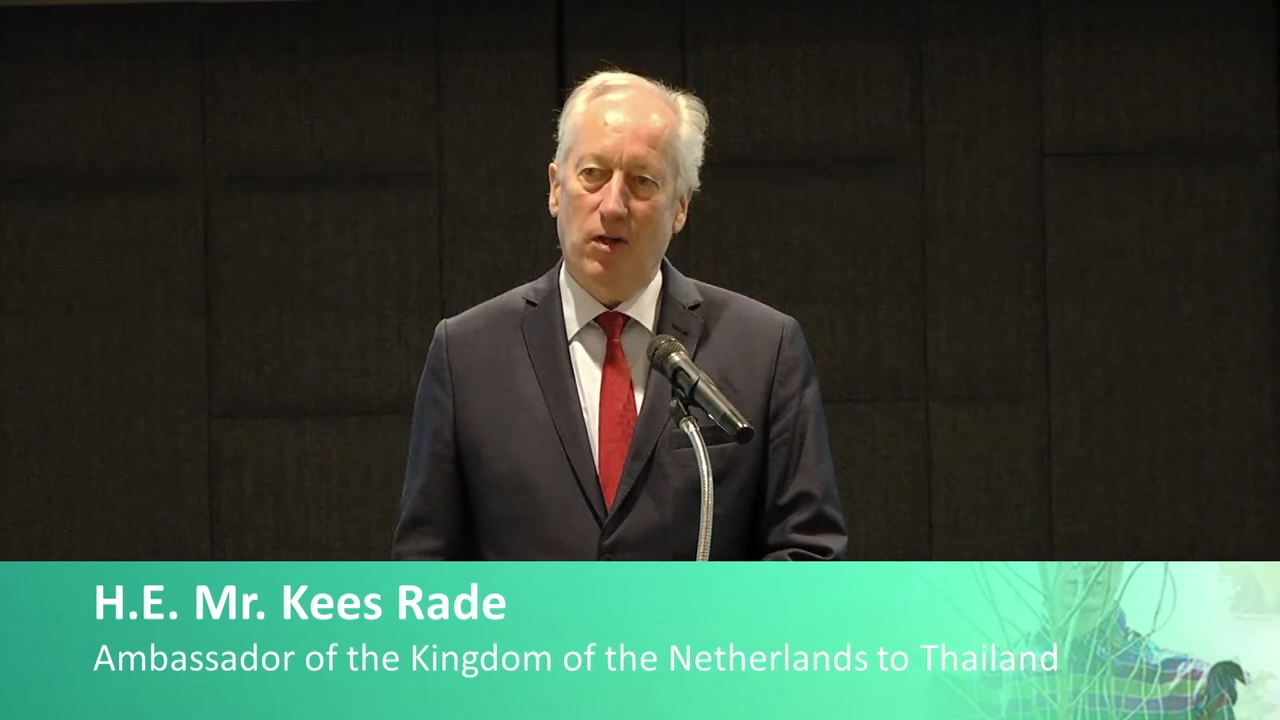 H.E. Mr. Kees Rade
Ambassador of the Kingdom of the Netherlands to Thailand